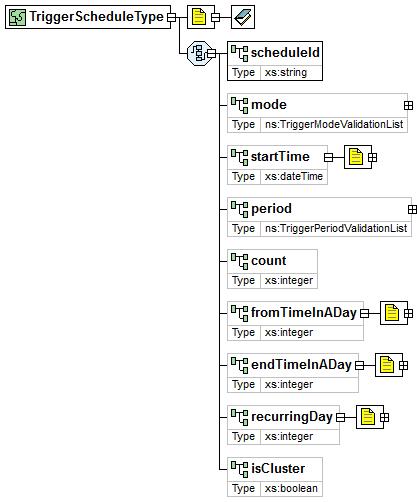 TriggerScheduleType
scheduleId
Type xs:string
mode
Type ns:TriggerModeValidationList
startTime
Type xs:dateTime
period
Type ns:TriggerPeriodValidationList
count
Type xs:integer
fromTimeInADay
Type xs:integer
endTimeInADay
Type xs:integer
recurringDay
Type xs:integer
isCluster
Type xs:boolean